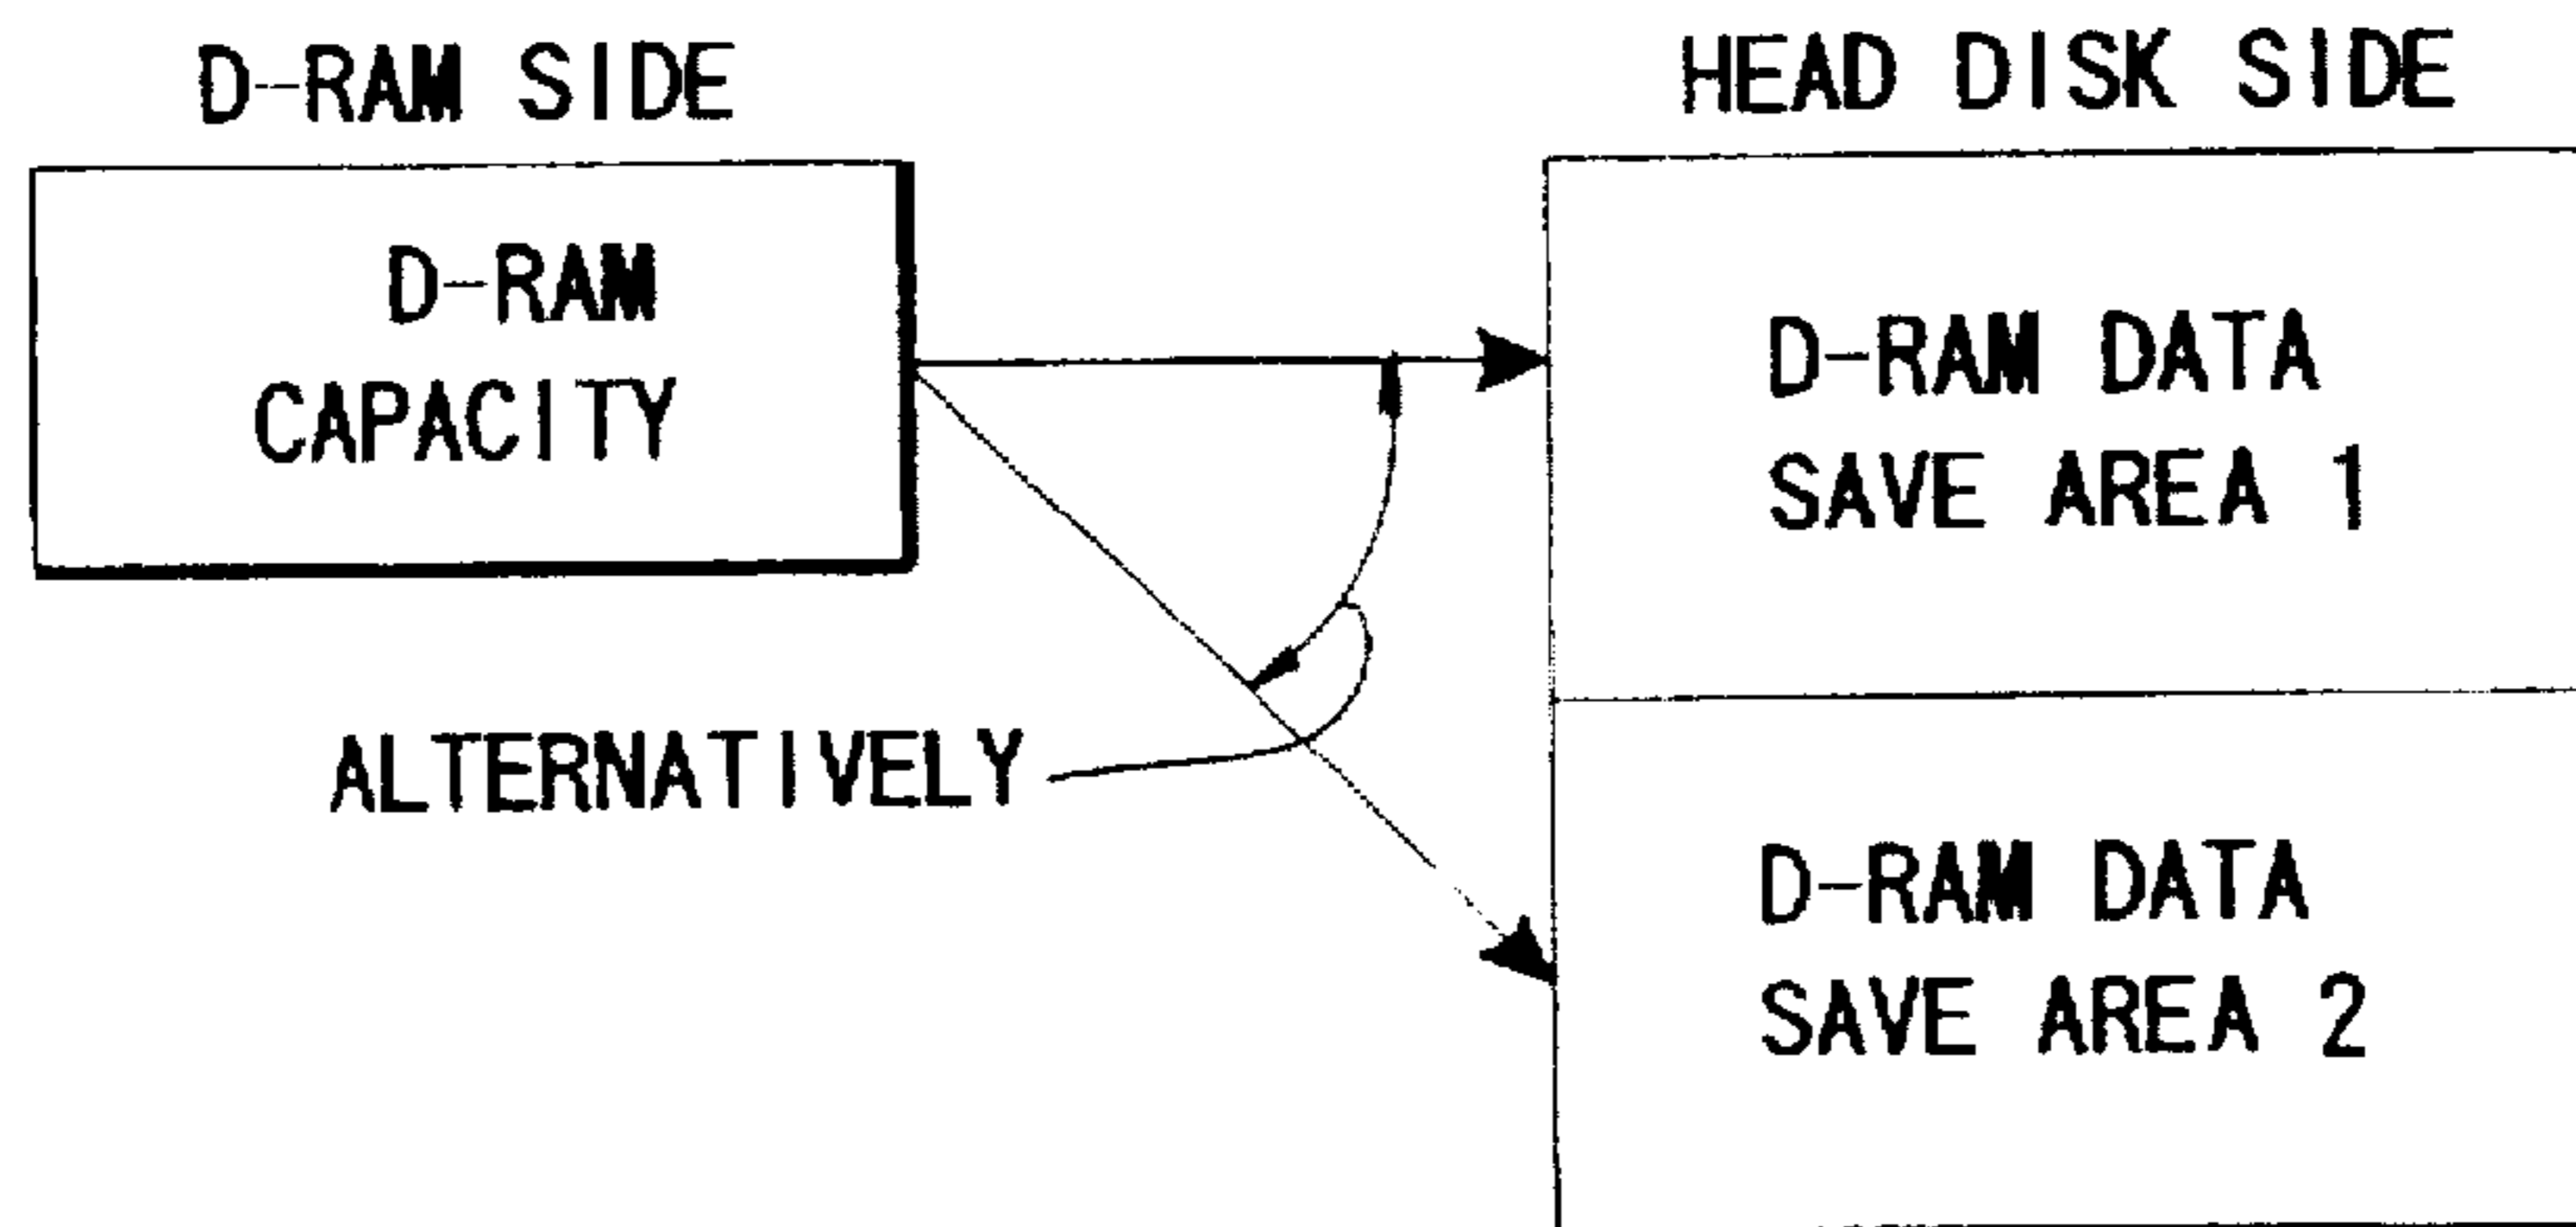 D-RAM SIDE
D-RAM
CAPACITY
ALTERNATIVELY
HEAD DISK SIDE
D-RAM DATA
SAVE AREA 1
D-RAM DATA
SAVE AREA 2